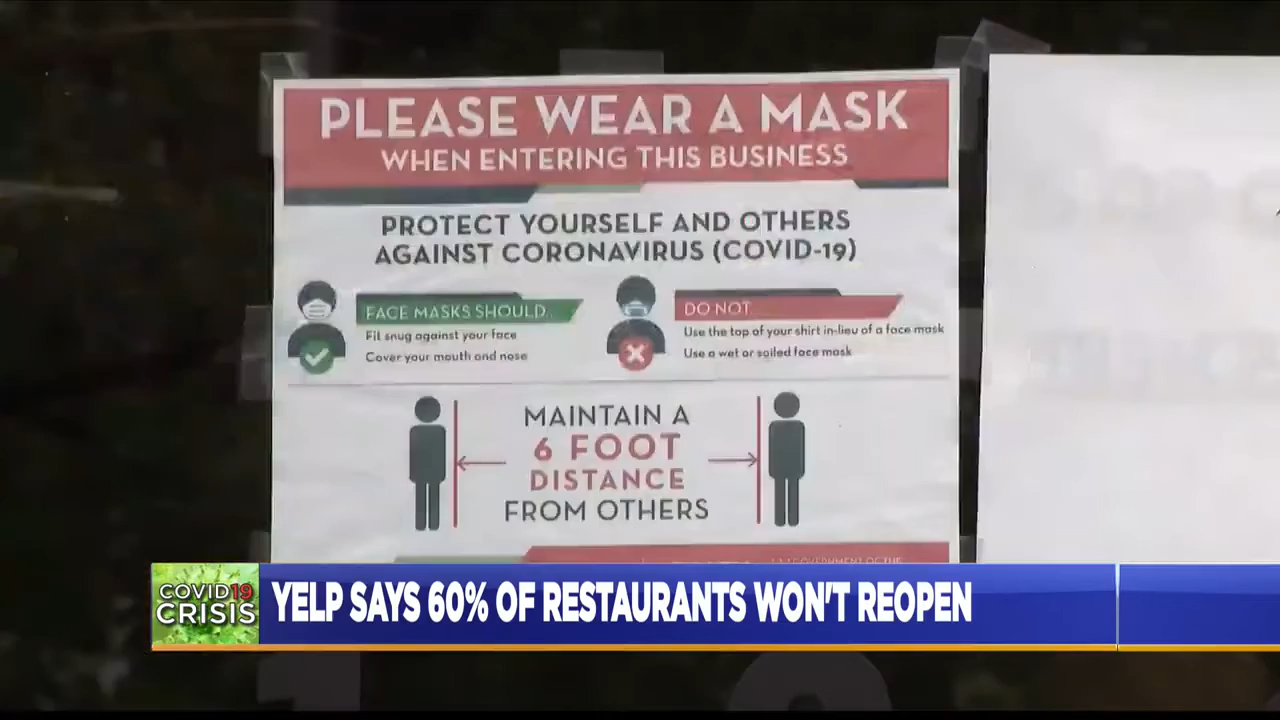 PLEASE WEAR A MASK
WHEN ENTERING THIS BUSINESS
PROTECT YOURSELF AND OTHERS
AGAINST CORONAVIRUS (COVID-19)
FACE MASKS SHOULD...
Fit snug against your face
Cover your mouth and nose
DO NOT...
Use the top of your shirt in-lieu of a face mask
Use a wet or soiled face mask
MAINTAIN A
6 FOOT
DISTANCE
FROM OTHERS
GOVERNMENT OF THE
COVID19
CRISIS
YELP SAYS 60% OF RESTAURANTS WON'T REOPEN